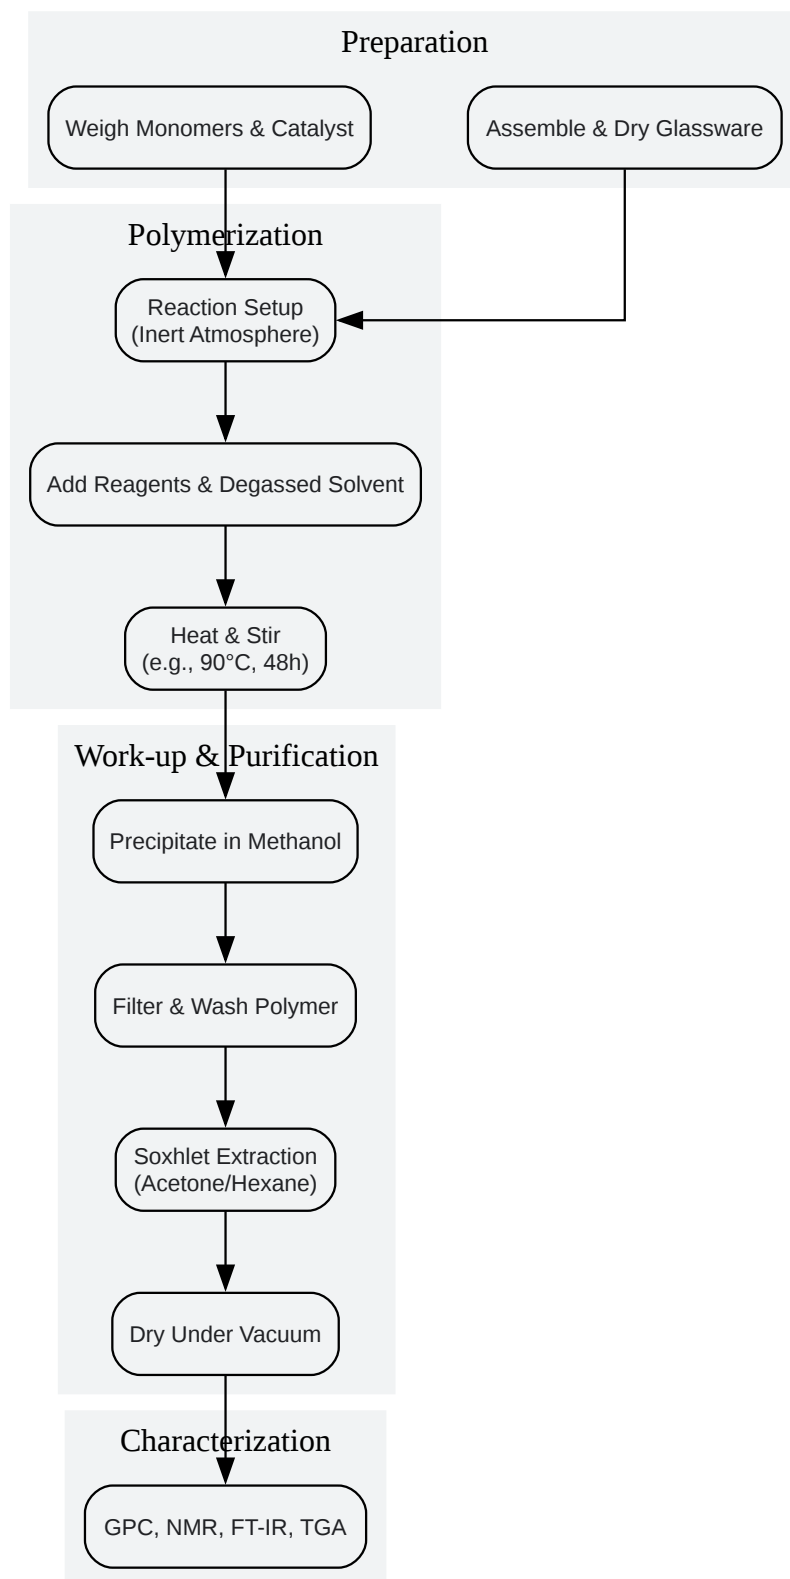 Preparation
Weigh Monomers & Catalyst
Assemble & Dry Glassware
Polymerization
Reaction Setup
(Inert Atmosphere)
Add Reagents & Degassed Solvent
Heat & Stir
(e.g., 90°C, 48h)
Work-up & Purification
Precipitate in Methanol
Filter & Wash Polymer
Soxhlet Extraction
(Acetone/Hexane)
Dry Under Vacuum
Characterization
GPC, NMR, FT-IR, TGA